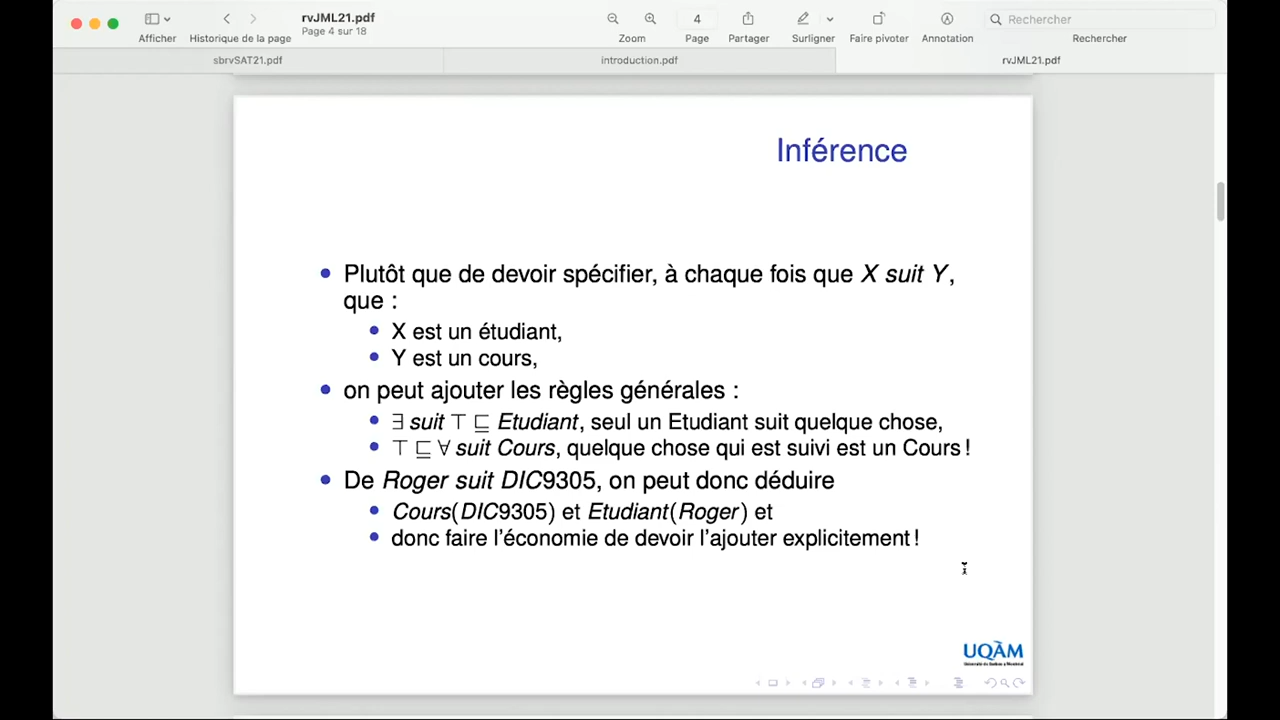 rvJML21.pdf
Page 4 sur 18
4
Rechercher
Afficher
Historique de la page
Zoom
Page
Partager
Surligner
Faire pivoter
Annotation
Rechercher
sbrvSAT21.pdf
introduction.pdf
rvJML21.pdf
Inférence
Plutôt que de devoir spécifier, à chaque fois que X suit Y,
que :
X est un étudiant,
Y est un cours,
on peut ajouter les règles générales :
∃ suit ⊤ ⊑ Etudiant, seul un Etudiant suit quelque chose,
⊤ ⊑ ∀ suit Cours, quelque chose qui est suivi est un Cours !
De Roger suit DIC9305, on peut donc déduire
Cours(DIC9305) et Etudiant(Roger) et
donc faire l'économie de devoir l'ajouter explicitement !
UQÀM